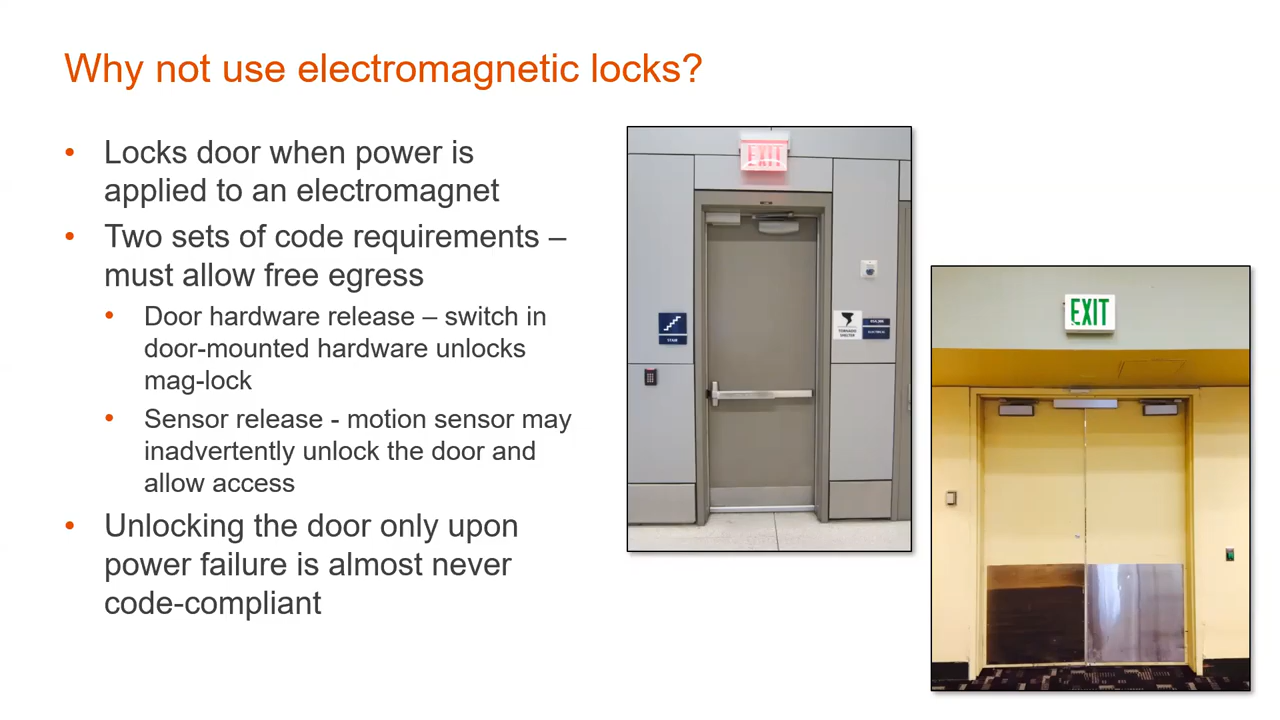 Why not use electromagnetic locks?
• Locks door when power is
applied to an electromagnet
• Two sets of code requirements –
must allow free egress
• Door hardware release – switch in
door-mounted hardware unlocks
mag-lock
• Sensor release - motion sensor may
inadvertently unlock the door and
allow access
• Unlocking the door only upon
power failure is almost never
code-compliant
EXIT
STAIR
TORNADO
SHELTER
EXIT